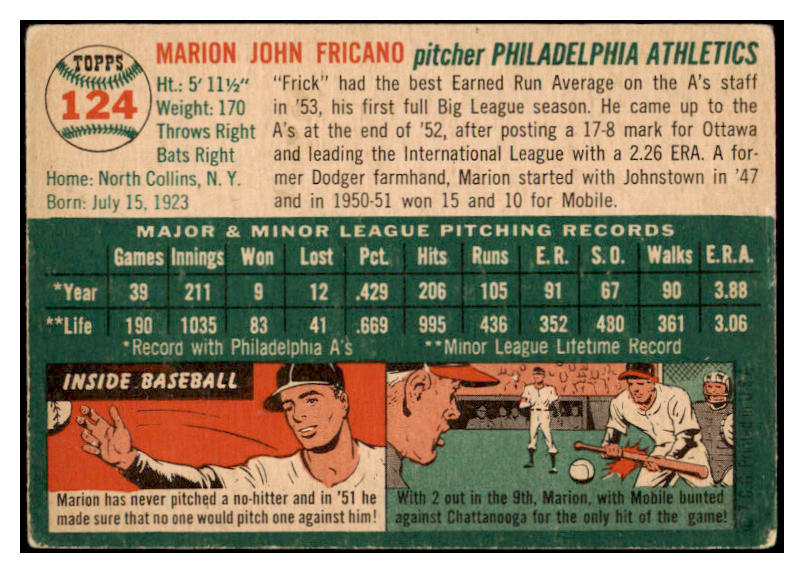 MARION JOHN FRICANO pitcher PHILADELPHIA ATHLETICS
TOPPS
124
Ht.: 5' 11½"
Weight: 170
Throws Right
Bats Right
Home: North Collins, N. Y.
Born: July 15, 1923
"Frick" had the best Earned Run Average on the A's staff
in '53, his first full Big League season. He came up to the
A's at the end of '52, after posting a 17-8 mark for Ottawa
and leading the International League with a 2.26 ERA. A for-
mer Dodger farmhand, Marion started with Johnstown in '47
and in 1950-51 won 15 and 10 for Mobile.
MAJOR & MINOR LEAGUE PITCHING RECORDS
Games Innings Won Lost Pct. Hits Runs E.R. S.O. Walks E.R.A.
*Year 39 211 9 12 .429 206 105 91 67 90 3.88
**Life 190 1035 83 41 .669 995 436 352 480 361 3.06
*Record with Philadelphia A's **Minor League Lifetime Record
INSIDE BASEBALL
Marion has never pitched a no-hitter and in '51 he
made sure that no one would pitch one against him!
With 2 out in the 9th, Marion, with Mobile bunted
against Chattanooga for the only hit of the game!
© T.C.G. Printed in U.S.A.